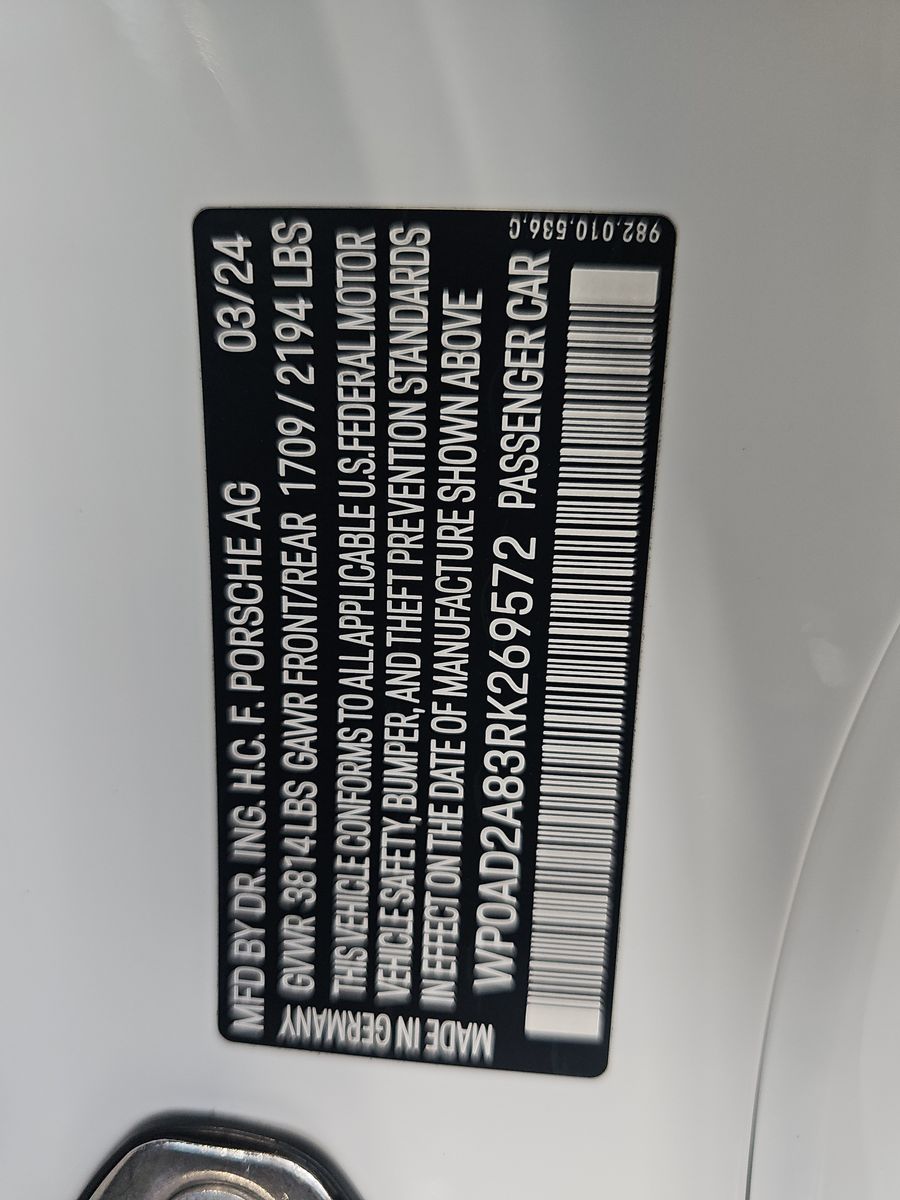 MFD BY DR. ING. H.C. F. PORSCHE AG 03/24
GVWR 3814 LBS GAWR FRONT/REAR 1709 / 2194 LBS
THIS VEHICLE CONFORMS TO ALL APPLICABLE U.S. FEDERAL MOTOR
VEHICLE SAFETY, BUMPER, AND THEFT PREVENTION STANDARDS
IN EFFECT ON THE DATE OF MANUFACTURE SHOWN ABOVE
WP0AD2A83RK269572 PASSENGER CAR
MADE IN GERMANY
982.010.536.C